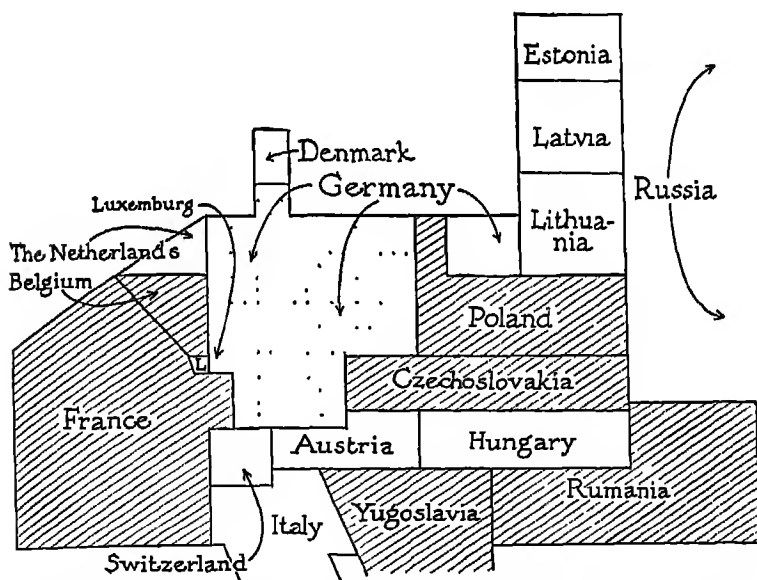 Estonia
Denmark
Latvia
Germany
Russia
Luxemburg
Lithua-
nia
The Netherlands
Belgium
Poland
L
Czechoslovakia
France
Austria
Hungary
Rumania
Yugoslavia
Italy
Switzerland